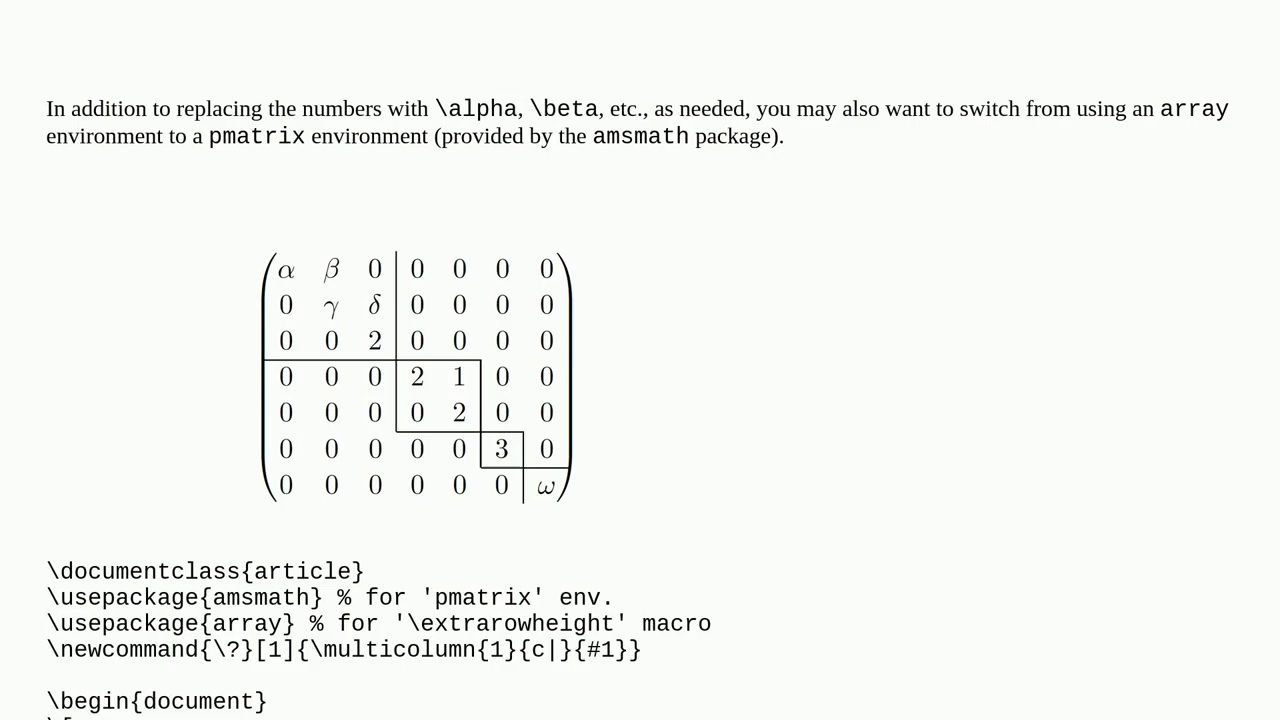 In addition to replacing the numbers with \alpha, \beta, etc., as needed, you may also want to switch from using an array
environment to a pmatrix environment (provided by the amsmath package).
α β 0 0 0 0 0
0 γ δ 0 0 0 0
0 0 2 0 0 0 0
0 0 0 2 1 0 0
0 0 0 0 2 0 0
0 0 0 0 0 3 0
0 0 0 0 0 0 ω
\documentclass{article}
\usepackage{amsmath} % for 'pmatrix' env.
\usepackage{array} % for '\extrarowheight' macro
\newcommand{\?}[1]{\multicolumn{1}{c|}{#1}}
\begin{document}